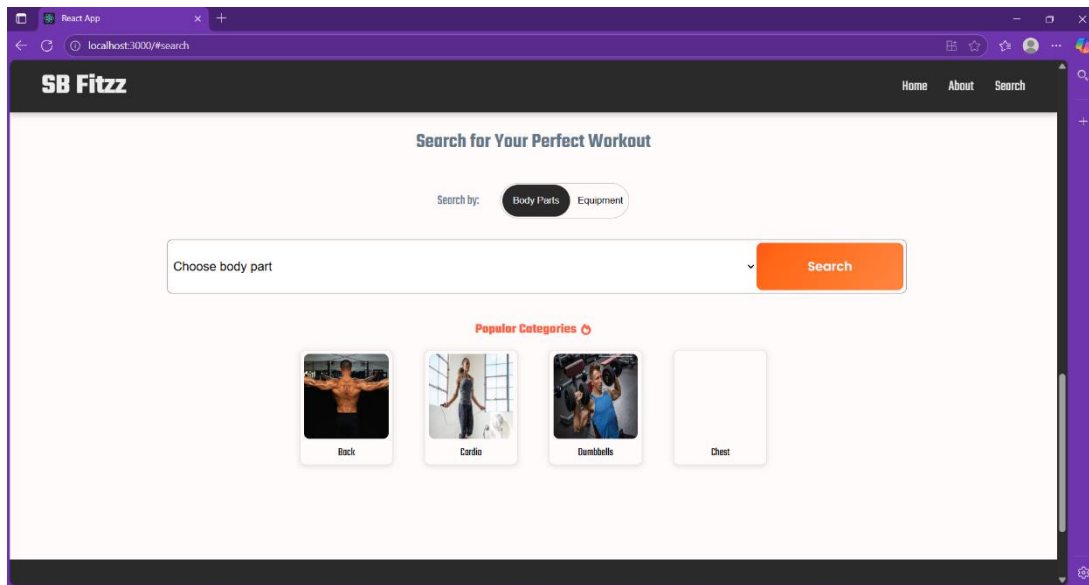 React App
localhost:3000/#search
SB Fitzz
Home About Search
Search for Your Perfect Workout
Search by: Body Parts Equipment
Choose body part Search
Popular Categories
Back Cardio Dumbbells Chest